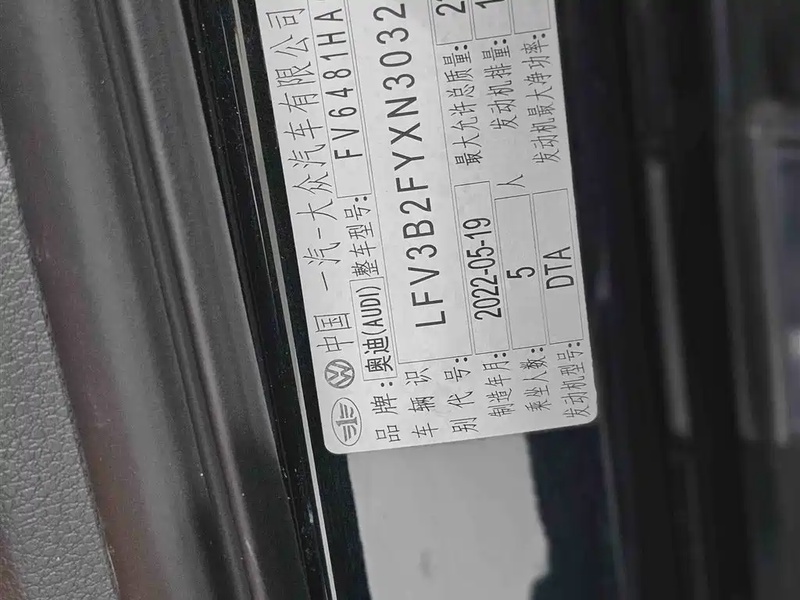 中国 一汽-大众汽车有限公司
品牌:奥迪(AUDI) 整车型号: FV6481HA
车辆识别代号: LFV3B2FYXN3032
制造年月: 2022-05-19 最大允许总质量: 2
乘坐人数: 5 人 发动机排量: 1
发动机型号: DTA 发动机最大净功率: